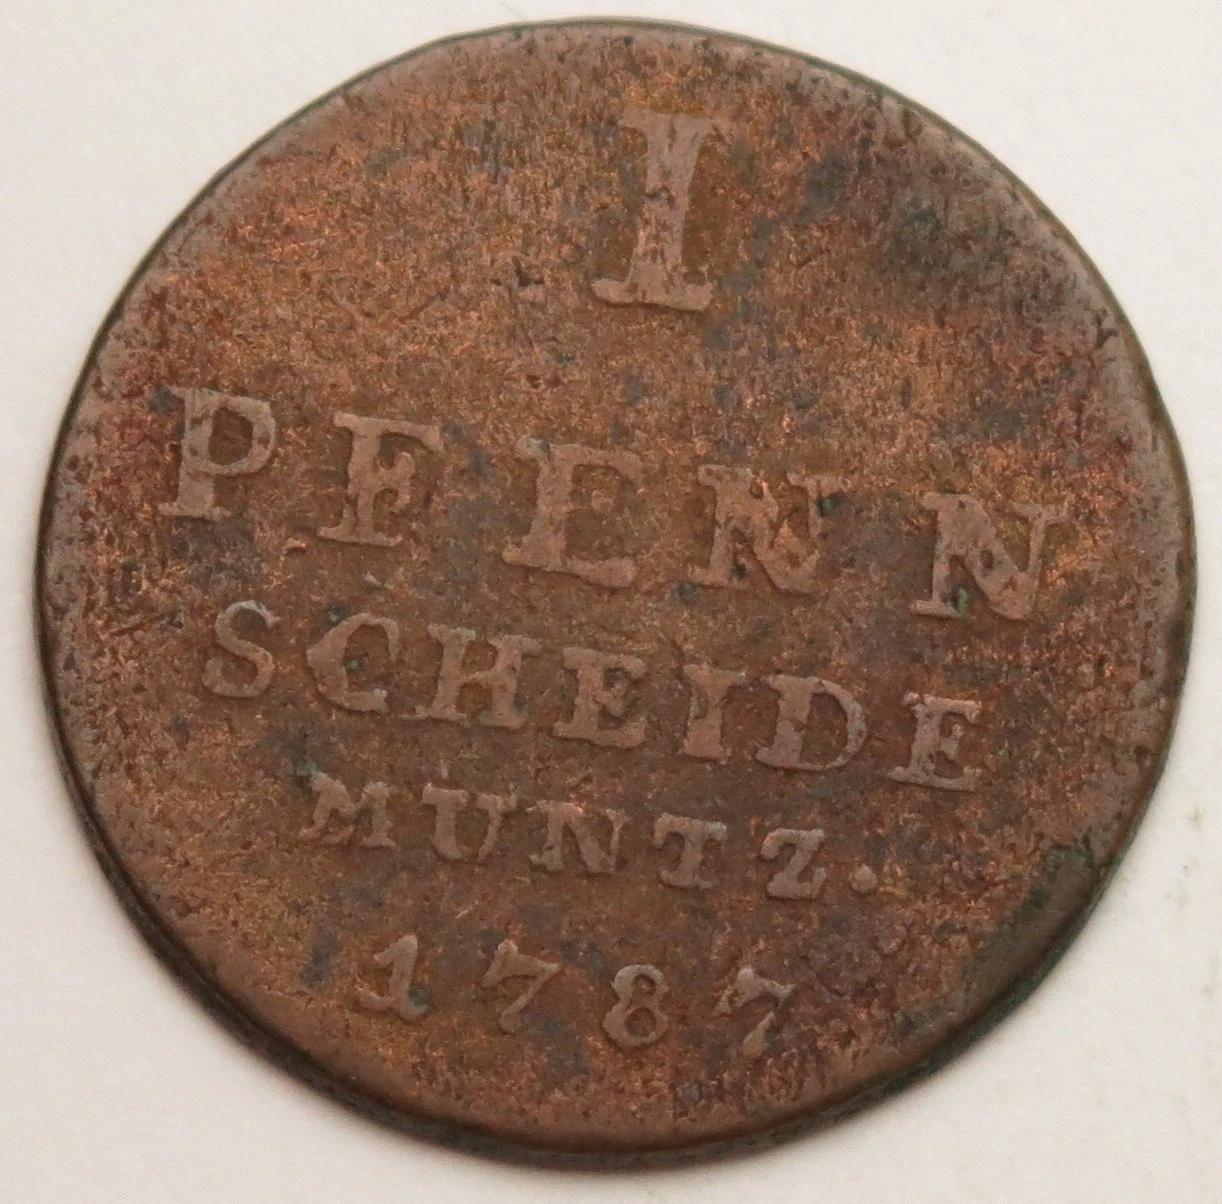 I
PFENN
SCHEIDE
MUNTZ.
1787